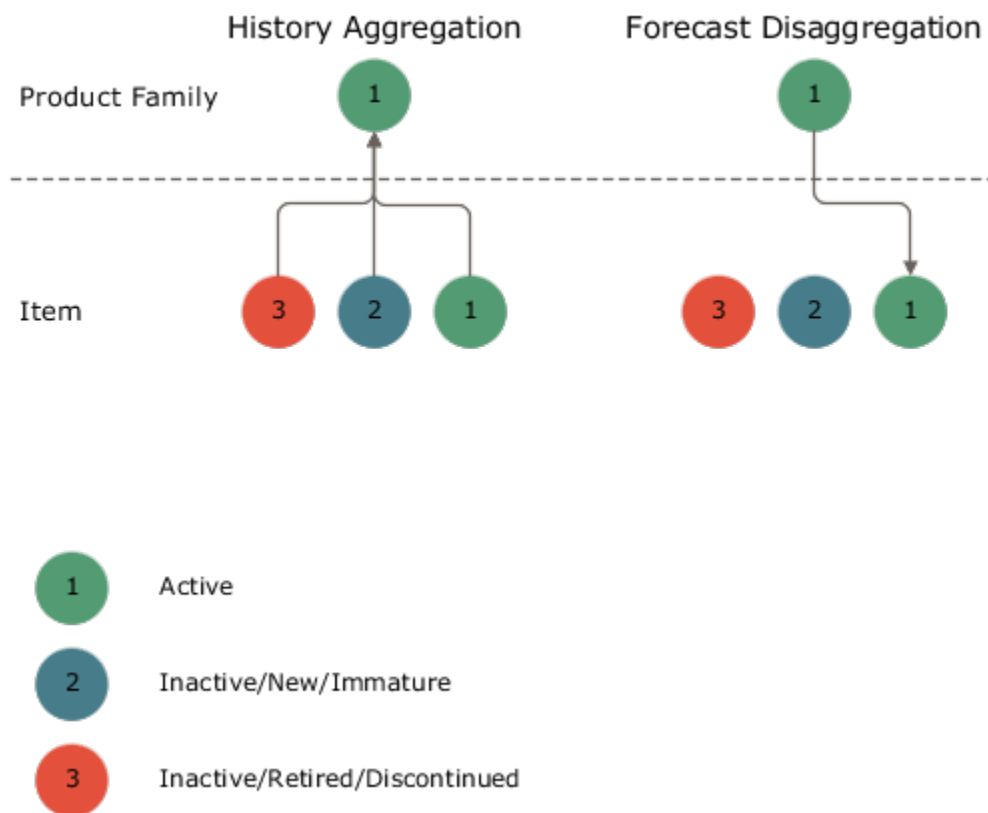 History Aggregation
Forecast Disaggregation
Product Family
1
1
Item
3
2
1
3
2
1
1
Active
2
Inactive/New/Immature
3
Inactive/Retired/Discontinued